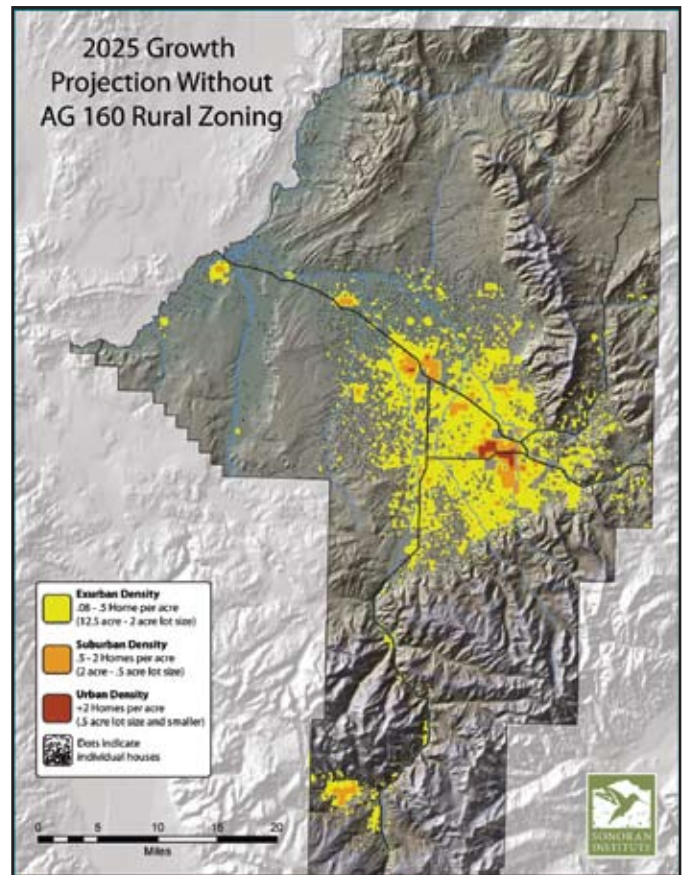 2025 Growth
Projection Without
AG 160 Rural Zoning
Exurban Density
.08 - .5 Home per acre
(12.5 acre - 2 acre lot size)
Suburban Density
.5 - 2 Homes per acre
(2 acre - .5 acre lot size)
Urban Density
+2 Homes per acre
(.5 acre lot size and smaller)
Dots indicate
individual houses
0 5 10 15 20
Miles
SONORAN
INSTITUTE